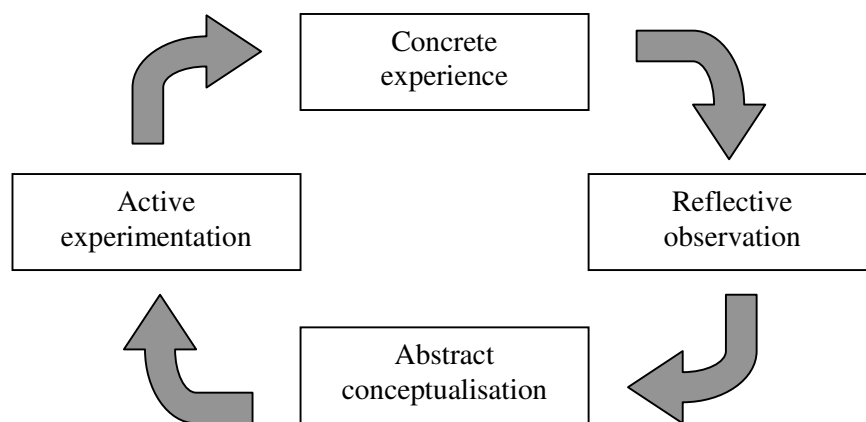 Concrete
experience
Active
experimentation
Reflective
observation
Abstract
conceptualisation